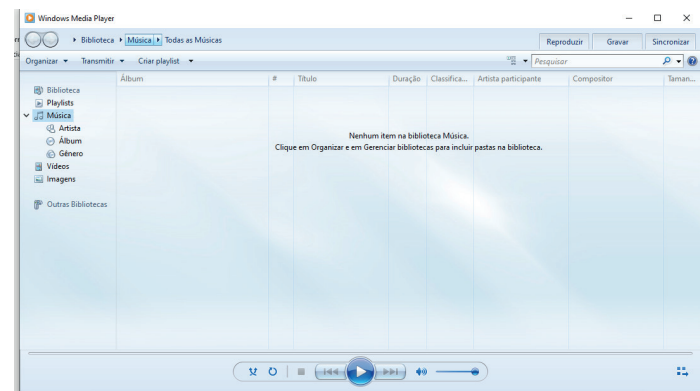 Windows Media Player
Biblioteca Música Todas as Músicas
Reproduzir Gravar Sincronizar
Organizar Transmitir Criar playlist
Pesquisar
Álbum # Título Duração Classifica... Artista participante Compositor Taman...
Biblioteca
Playlists
Música
Artista
Álbum
Gênero
Vídeos
Imagens
Outras Bibliotecas
Nenhum item na biblioteca Música.
Clique em Organizar e em Gerenciar bibliotecas para incluir pastas na biblioteca.